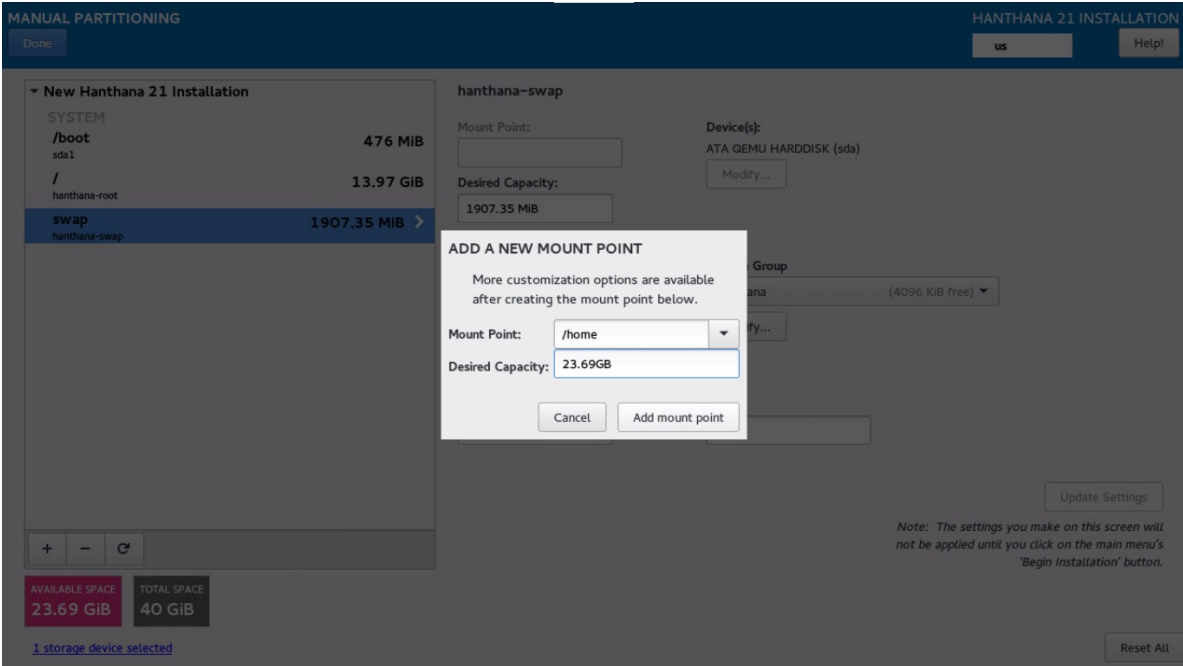 MANUAL PARTITIONING
HANTHANA 21 INSTALLATION
Done
us
Help!
New Hanthana 21 Installation
SYSTEM
/boot
476 MiB
sda1
/
13.97 GiB
hanthana-root
swap
1907.35 MiB
hanthana-swap
hanthana-swap
Mount Point:
Device(s):
ATA QEMU HARDDISK (sda)
Modify...
Desired Capacity:
1907.35 MiB
ADD A NEW MOUNT POINT
More customization options are available
after creating the mount point below.
Mount Point:
/home
Desired Capacity:
23.69GB
Cancel
Add mount point
Group
ana
(4096 KiB free)
ify...
Update Settings
Note: The settings you make on this screen will
not be applied until you click on the main menu's
'Begin Installation' button.
+ −
AVAILABLE SPACE
23.69 GiB
TOTAL SPACE
40 GiB
1 storage device selected
Reset All